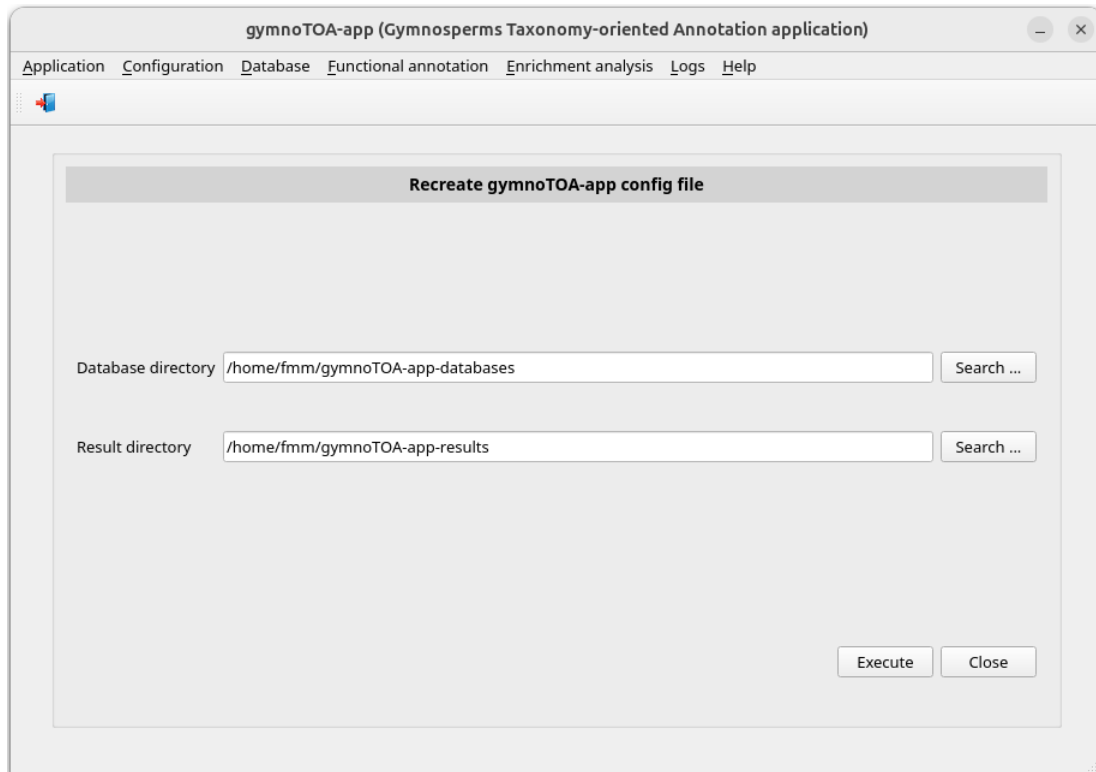 gymnoTOA-app (Gymnosperms Taxonomy-oriented Annotation application)
Application Configuration Database Functional annotation Enrichment analysis Logs Help
Recreate gymnoTOA-app config file
Database directory /home/fmm/gymnoTOA-app-databases Search ...
Result directory /home/fmm/gymnoTOA-app-results Search ...
Execute Close